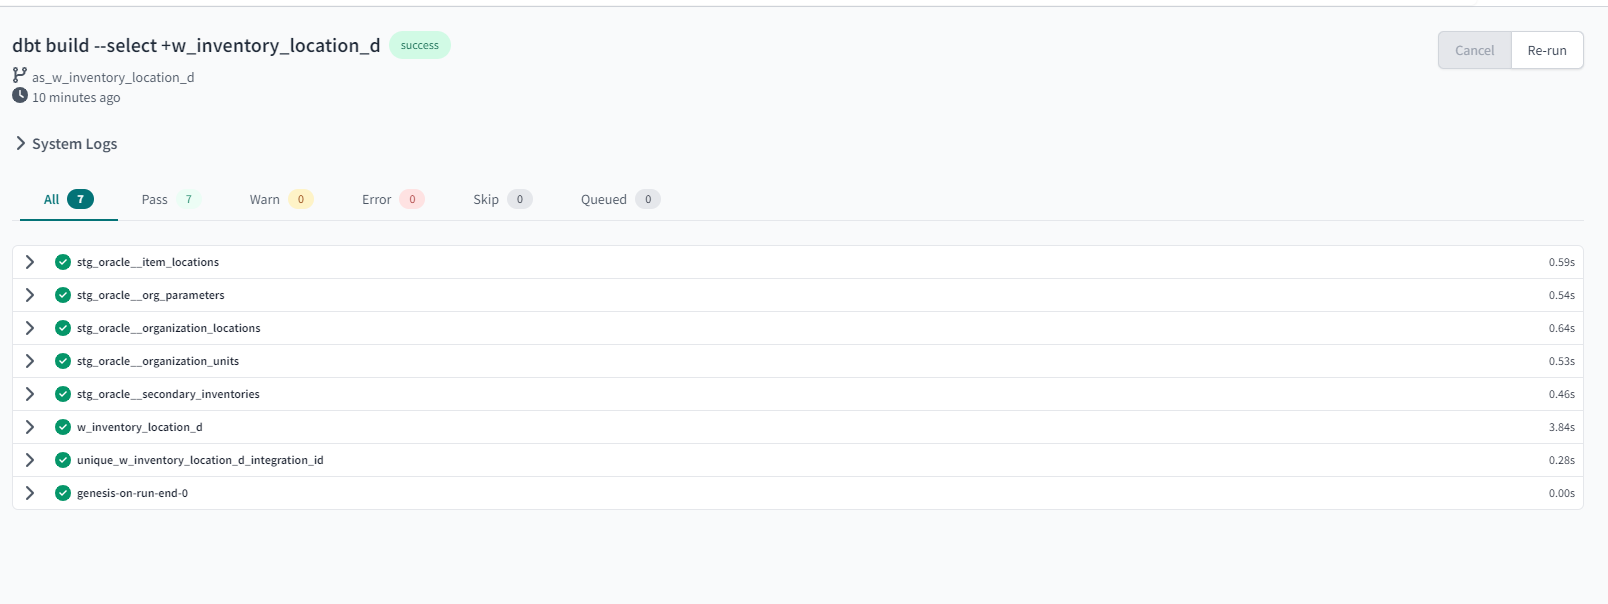 dbt build --select +w_inventory_location_d success
Cancel Re-run
as_w_inventory_location_d
10 minutes ago
System Logs
All 7 Pass 7 Warn 0 Error 0 Skip 0 Queued 0
stg_oracle__item_locations 0.59s
stg_oracle__org_parameters 0.54s
stg_oracle__organization_locations 0.64s
stg_oracle__organization_units 0.53s
stg_oracle__secondary_inventories 0.46s
w_inventory_location_d 3.84s
unique_w_inventory_location_d_integration_id 0.28s
genesis-on-run-end-0 0.00s